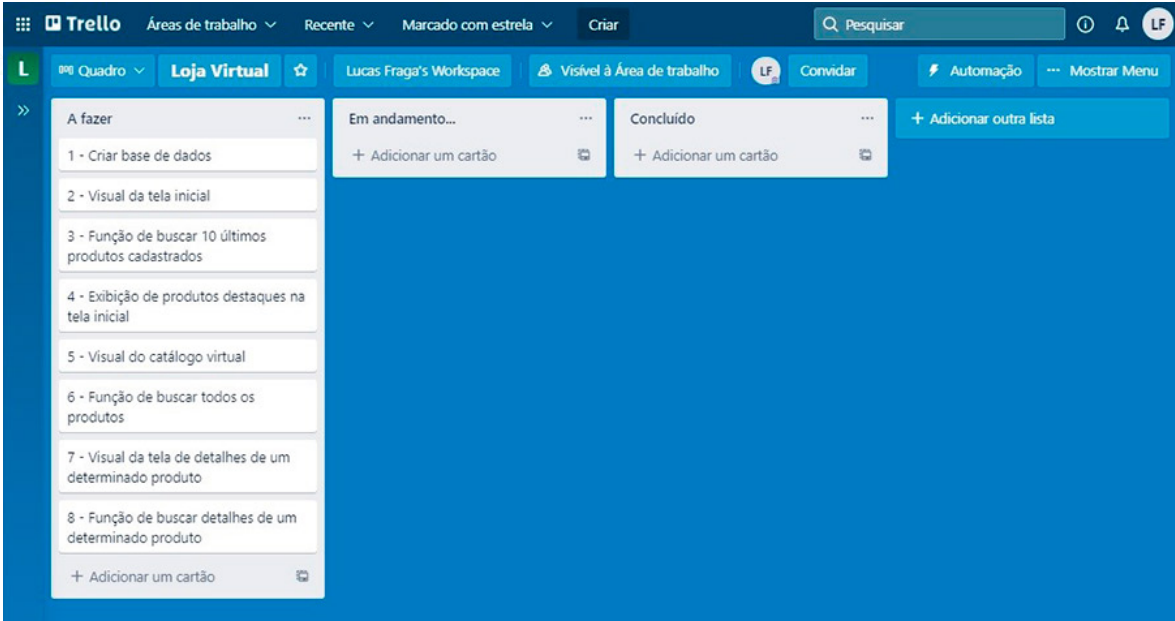 Trello Áreas de trabalho Recente Marcado com estrela Criar Pesquisar LF
L Quadro Loja Virtual Lucas Fraga's Workspace Visível à Área de trabalho LF Convidar Automação Mostrar Menu
A fazer
1 - Criar base de dados
2 - Visual da tela inicial
3 - Função de buscar 10 últimos
produtos cadastrados
4 - Exibição de produtos destaques na
tela inicial
5 - Visual do catálogo virtual
6 - Função de buscar todos os
produtos
7 - Visual da tela de detalhes de um
determinado produto
8 - Função de buscar detalhes de um
determinado produto
+ Adicionar um cartão
Em andamento...
+ Adicionar um cartão
Concluído
+ Adicionar um cartão
+ Adicionar outra lista